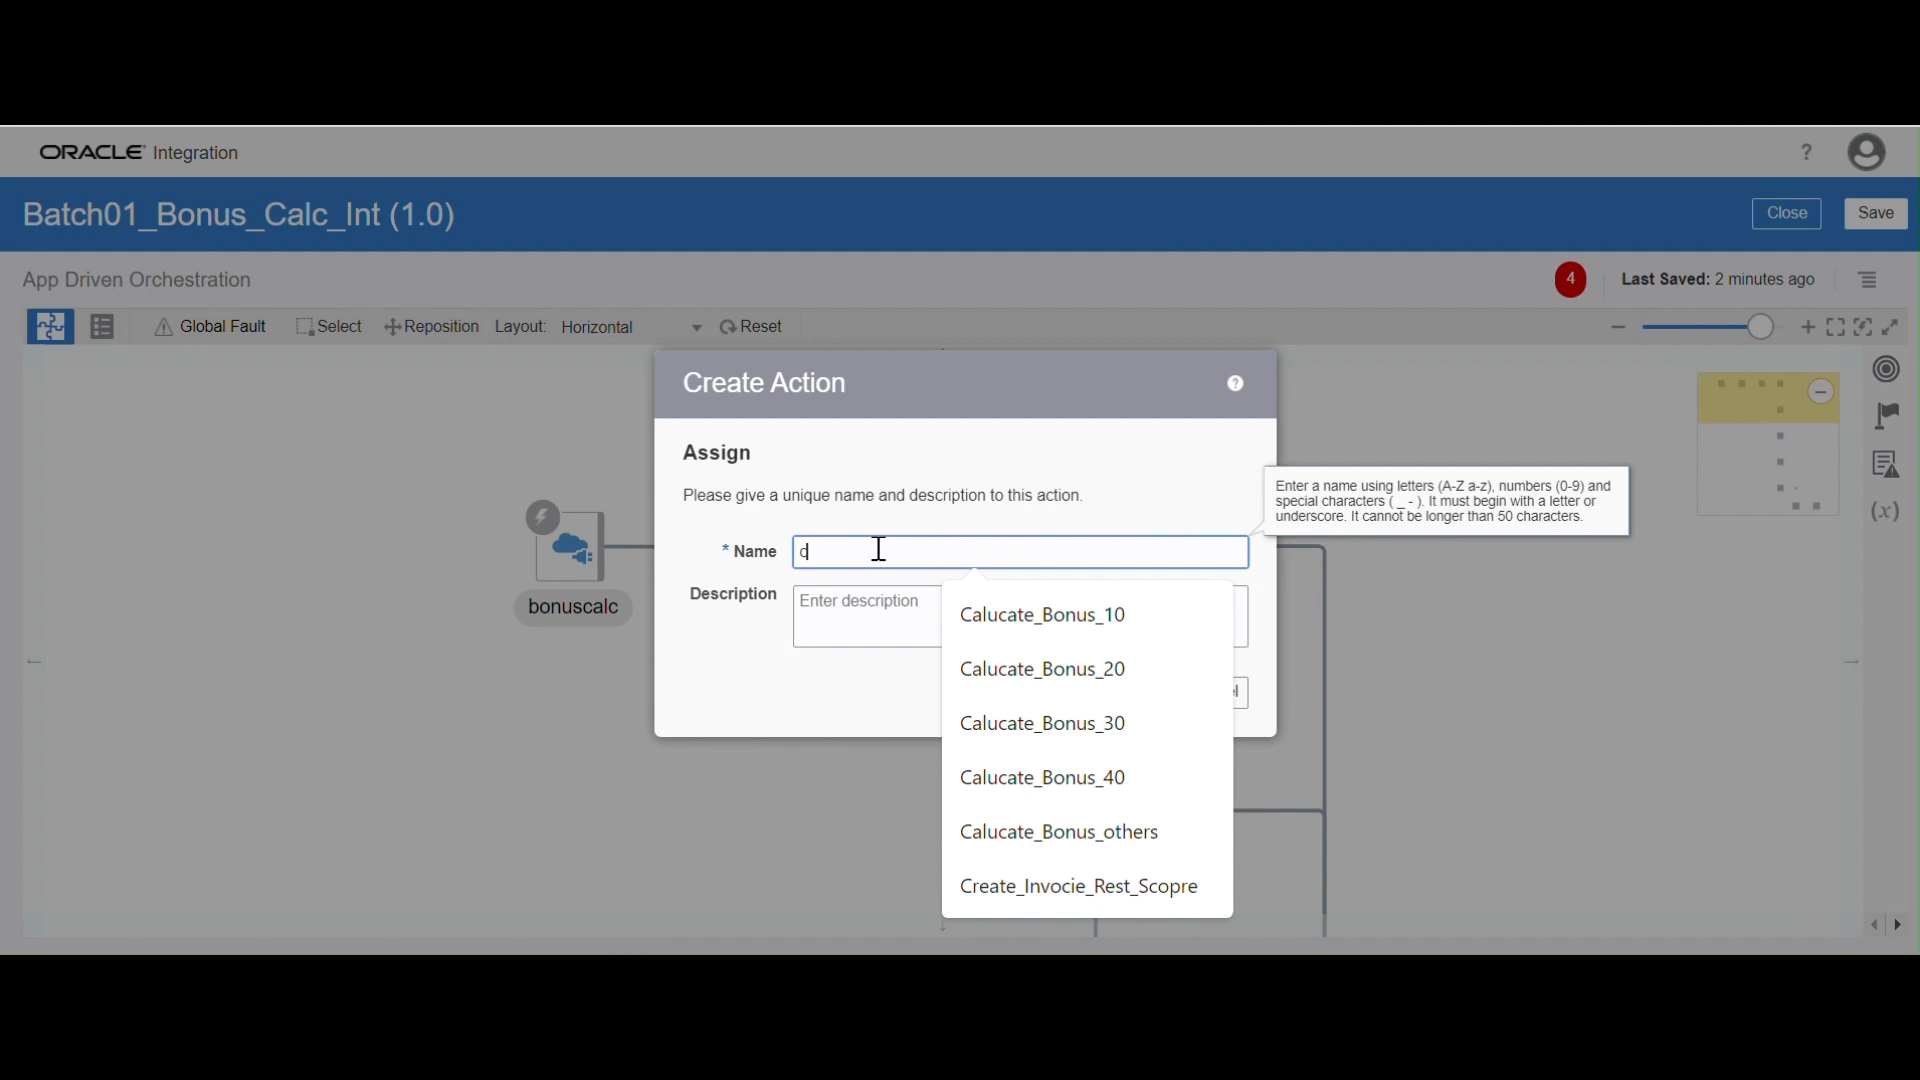 ORACLE Integration
?
Batch01_Bonus_Calc_Int (1.0)
Close
Save
App Driven Orchestration
4
Last Saved: 2 minutes ago
Global Fault
Select
Reposition
Layout:
Horizontal
Reset
Create Action
?
Assign
Enter a name using letters (A-Z a-z), numbers (0-9) and
special characters ( _ - ). It must begin with a letter or
underscore. It cannot be longer than 50 characters.
Please give a unique name and description to this action.
(x)
* Name
c
Description
Enter description
bonuscalc
Calucate_Bonus_10
Calucate_Bonus_20
Calucate_Bonus_30
Calucate_Bonus_40
Calucate_Bonus_others
Create_Invocie_Rest_Scopre